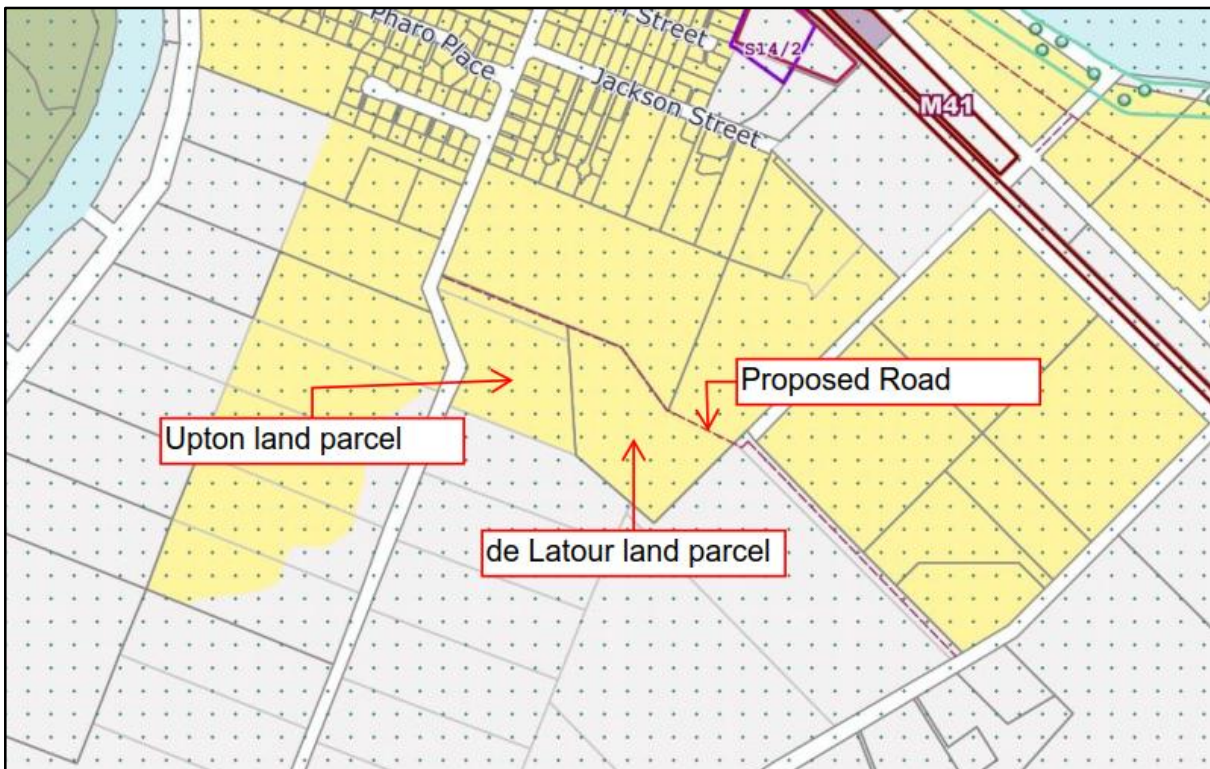 Street
S14/2
Pharo Place
Jackson Street
M41
Proposed Road
Upton land parcel
de Latour land parcel